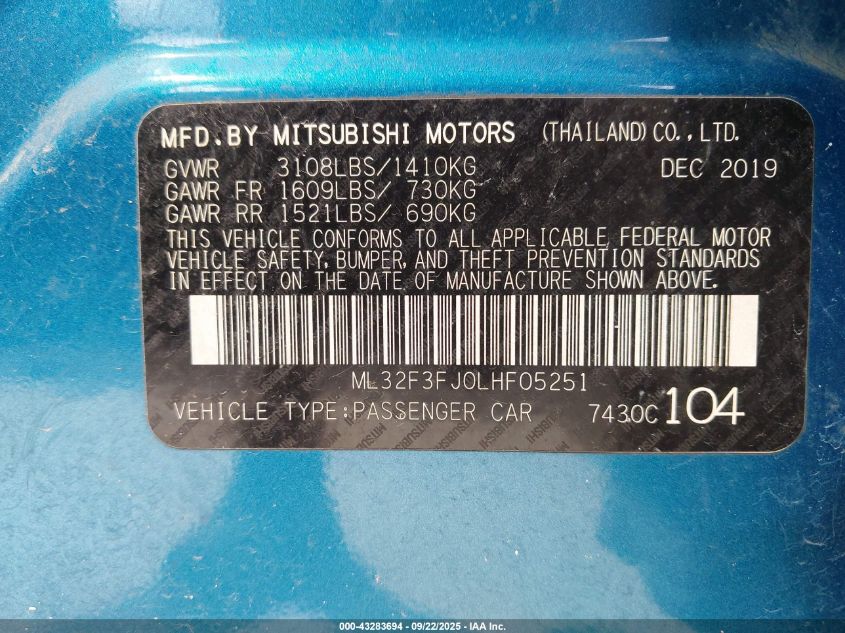 MFD.BY MITSUBISHI MOTORS (THAILAND) CO., LTD.
GVWR 3108LBS/1410KG DEC 2019
GAWR FR 1609LBS/ 730KG
GAWR RR 1521LBS/ 690KG
THIS VEHICLE CONFORMS TO ALL APPLICABLE FEDERAL MOTOR
VEHICLE SAFETY, BUMPER, AND THEFT PREVENTION STANDARDS
IN EFFECT ON THE DATE OF MANUFACTURE SHOWN ABOVE.
ML32F3FJ0LHF05251
VEHICLE TYPE:PASSENGER CAR 7430C 104
000-43283694 - 09/22/2025 - IAA Inc.